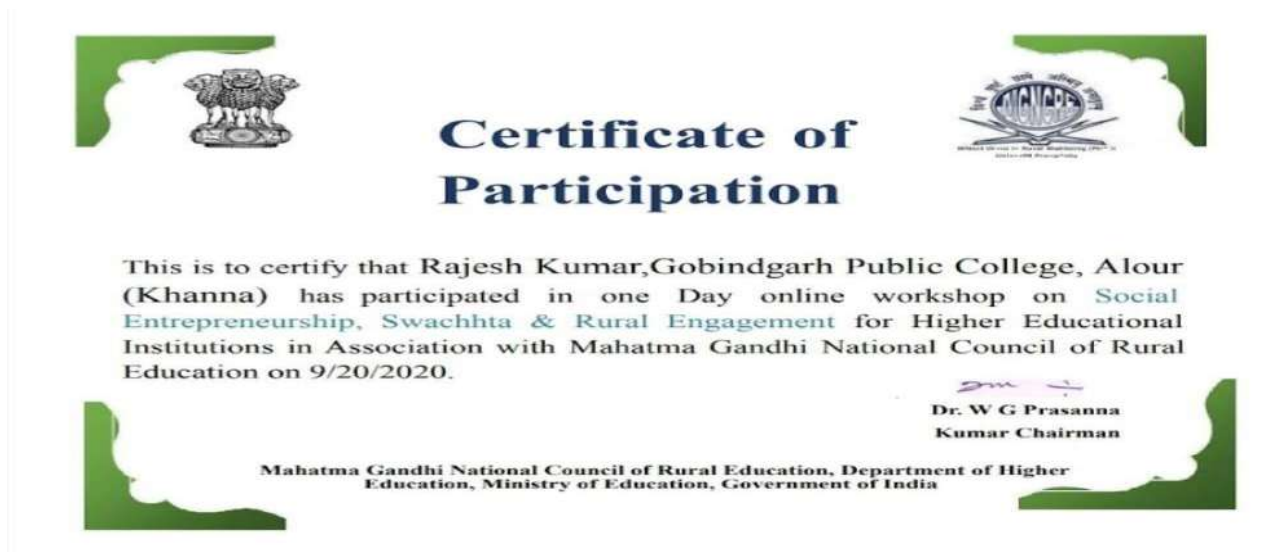 Certificate of
Participation
This is to certify that Rajesh Kumar,Gobindgarh Public College, Alour
(Khanna) has participated in one Day online workshop on Social
Entrepreneurship, Swachhta & Rural Engagement for Higher Educational
Institutions in Association with Mahatma Gandhi National Council of Rural
Education on 9/20/2020.
Dr. W G Prasanna
Kumar Chairman
Mahatma Gandhi National Council of Rural Education, Department of Higher
Education, Ministry of Education, Government of India